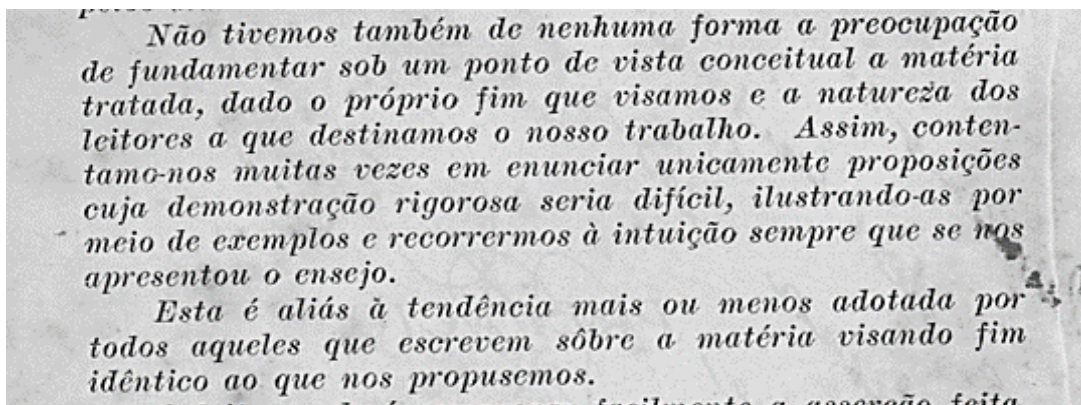 Não tivemos também de nenhuma forma a preocupação
de fundamentar sob um ponto de vista conceitual a matéria
tratada, dado o próprio fim que visamos e a natureza dos
leitores a que destinamos o nosso trabalho. Assim, conten-
tamo-nos muitas vezes em enunciar unicamente proposições
cuja demonstração rigorosa seria difícil, ilustrando-as por
meio de exemplos e recorrermos à intuição sempre que se nos
apresentou o ensejo.
Esta é aliás à tendência mais ou menos adotada por
todos aqueles que escrevem sôbre a matéria visando fim
idêntico ao que nos propusemos.
facilmente a asserção feita